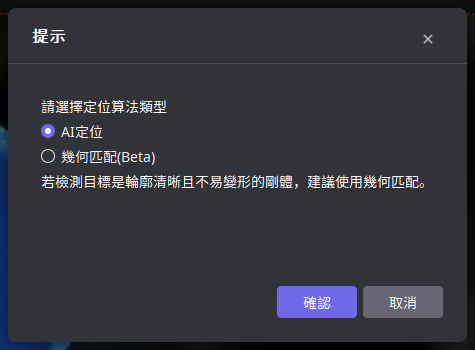 提示
請選擇定位算法類型
AI定位
幾何匹配(Beta)
若檢測目標是輪廓清晰且不易變形的剛體，建議使用幾何匹配。
確認
取消